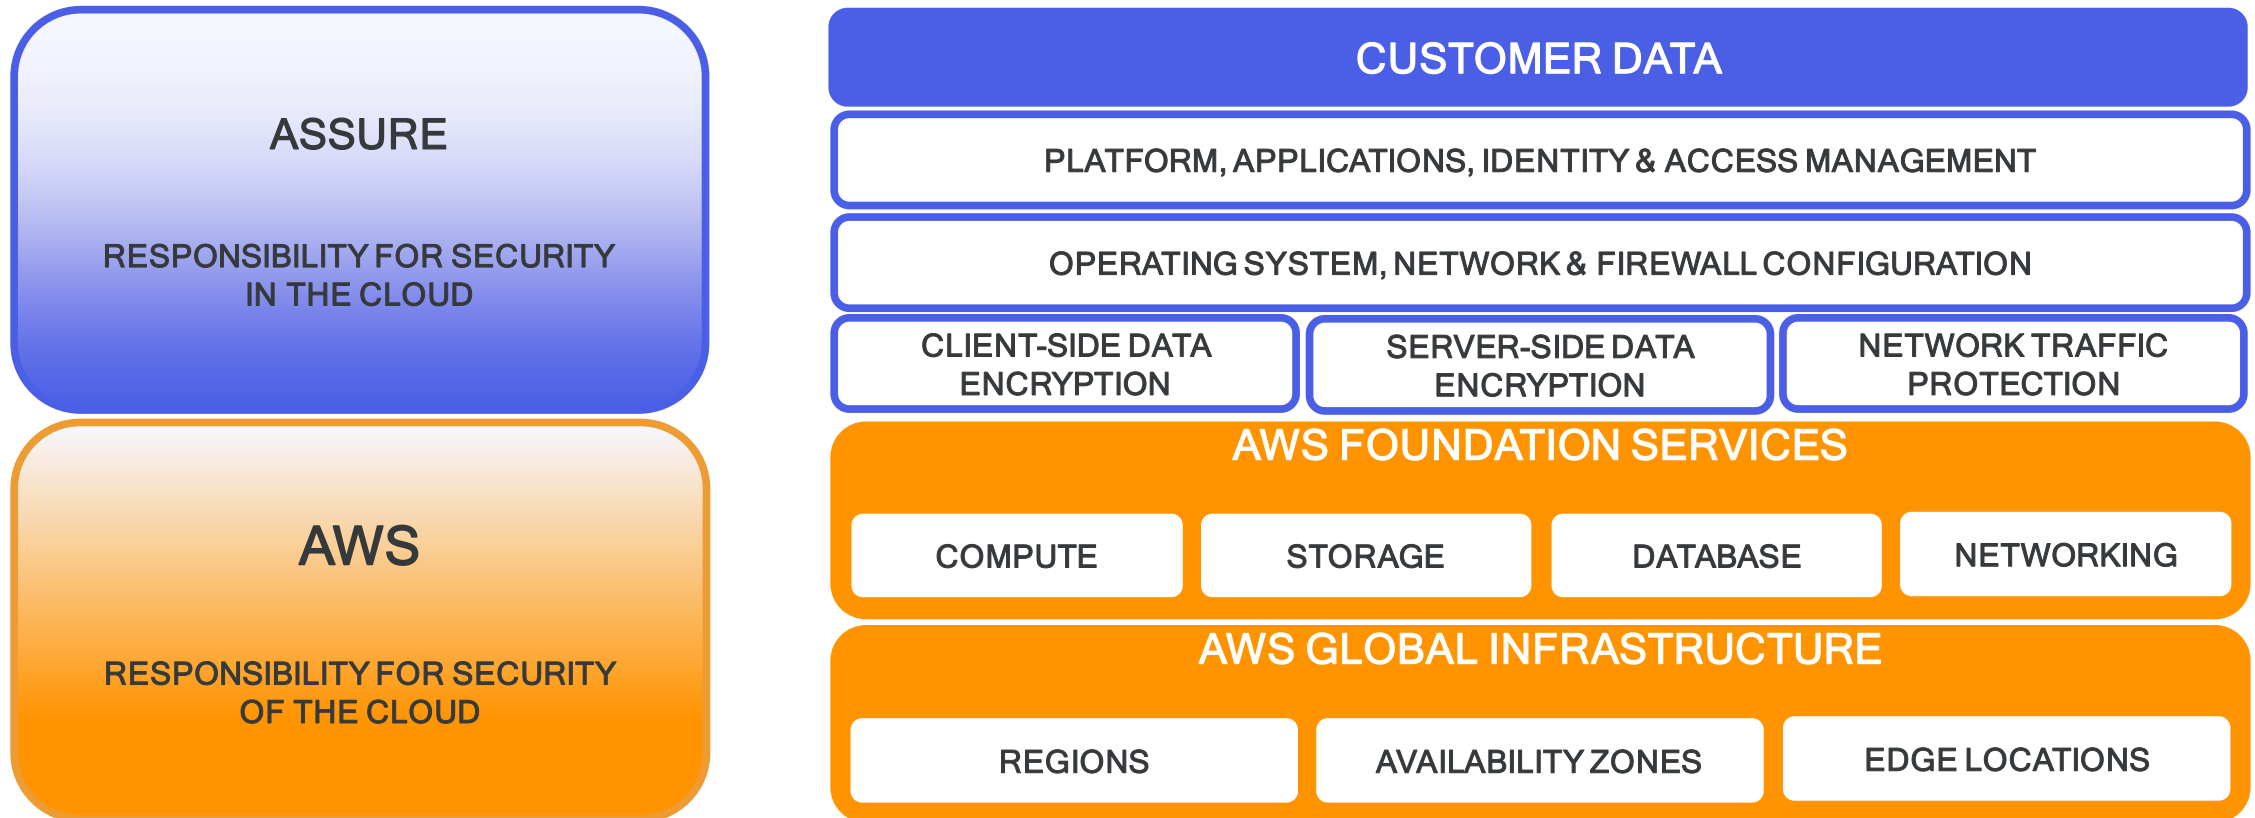 ASSURE
RESPONSIBILITY FOR SECURITY
IN THE CLOUD
AWS
RESPONSIBILITY FOR SECURITY
OF THE CLOUD
CUSTOMER DATA
PLATFORM, APPLICATIONS, IDENTITY & ACCESS MANAGEMENT
OPERATING SYSTEM, NETWORK & FIREWALL CONFIGURATION
CLIENT-SIDE DATA
ENCRYPTION
SERVER-SIDE DATA
ENCRYPTION
NETWORK TRAFFIC
PROTECTION
AWS FOUNDATION SERVICES
COMPUTE
STORAGE
DATABASE
NETWORKING
AWS GLOBAL INFRASTRUCTURE
REGIONS
AVAILABILITY ZONES
EDGE LOCATIONS